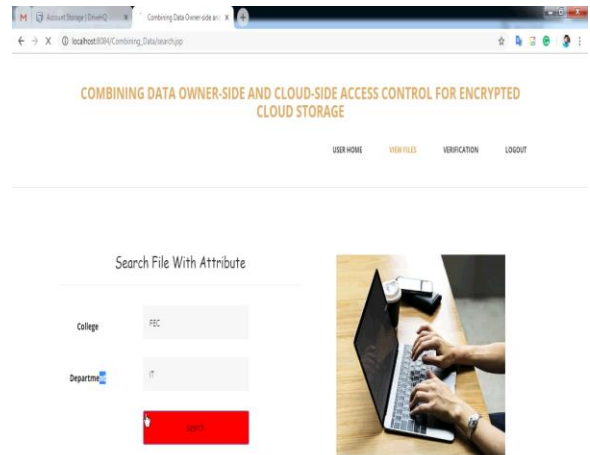 Account Storage | DriveHQ
Combining Data Owner-side and
localhost:8084/Combining_Data/search.jsp
COMBINING DATA OWNER-SIDE AND CLOUD-SIDE ACCESS CONTROL FOR ENCRYPTED
CLOUD STORAGE
USER HOME VIEW FILES VERIFICATION LOGOUT
Search File With Attribute
College
FEC
Department
IT
SEARCH